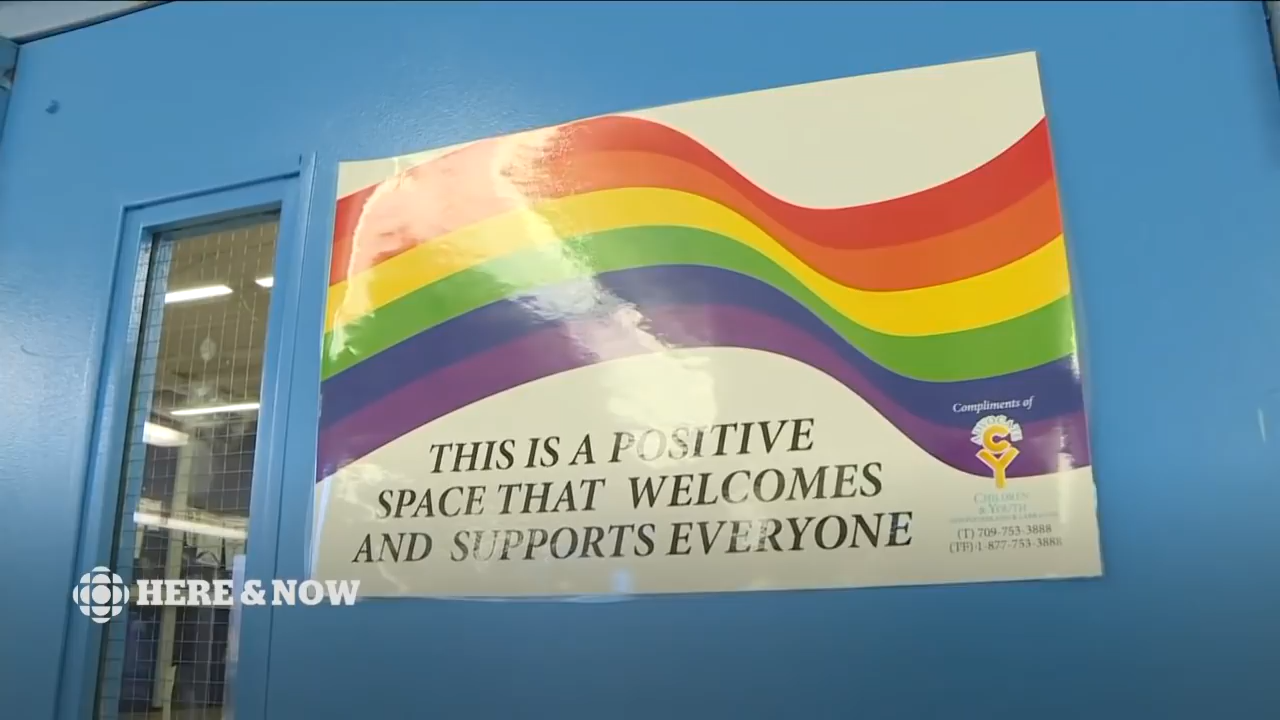 THIS IS A POSITIVE
SPACE THAT WELCOMES
AND SUPPORTS EVERYONE
Compliments of
ADVOCATE
CY
CHILDREN
& YOUTH
(T) 709-753-3888
(TF) 1-877-753-3888
HERE & NOW